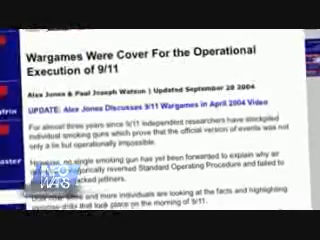 Wargames Were Cover For the Operational
Execution of 9/11
Alex Jones & Paul Joseph Watson | Updated September 28 2004
UPDATE: Alex Jones Discusses 9/11 Wargames in April 2004 Video
For almost three years since 9/11 independent researchers have stockpiled
individual smoking guns which prove that the official version of events was not
only a lie but operationally impossible.
However, no single smoking gun has yet been forwarded to explain why air
reversed Standard Operating Procedure and failed to
jetliners.
and more individuals are looking at the facts and highlighting
that took place on the morning of 9/11.
INFO
WARS